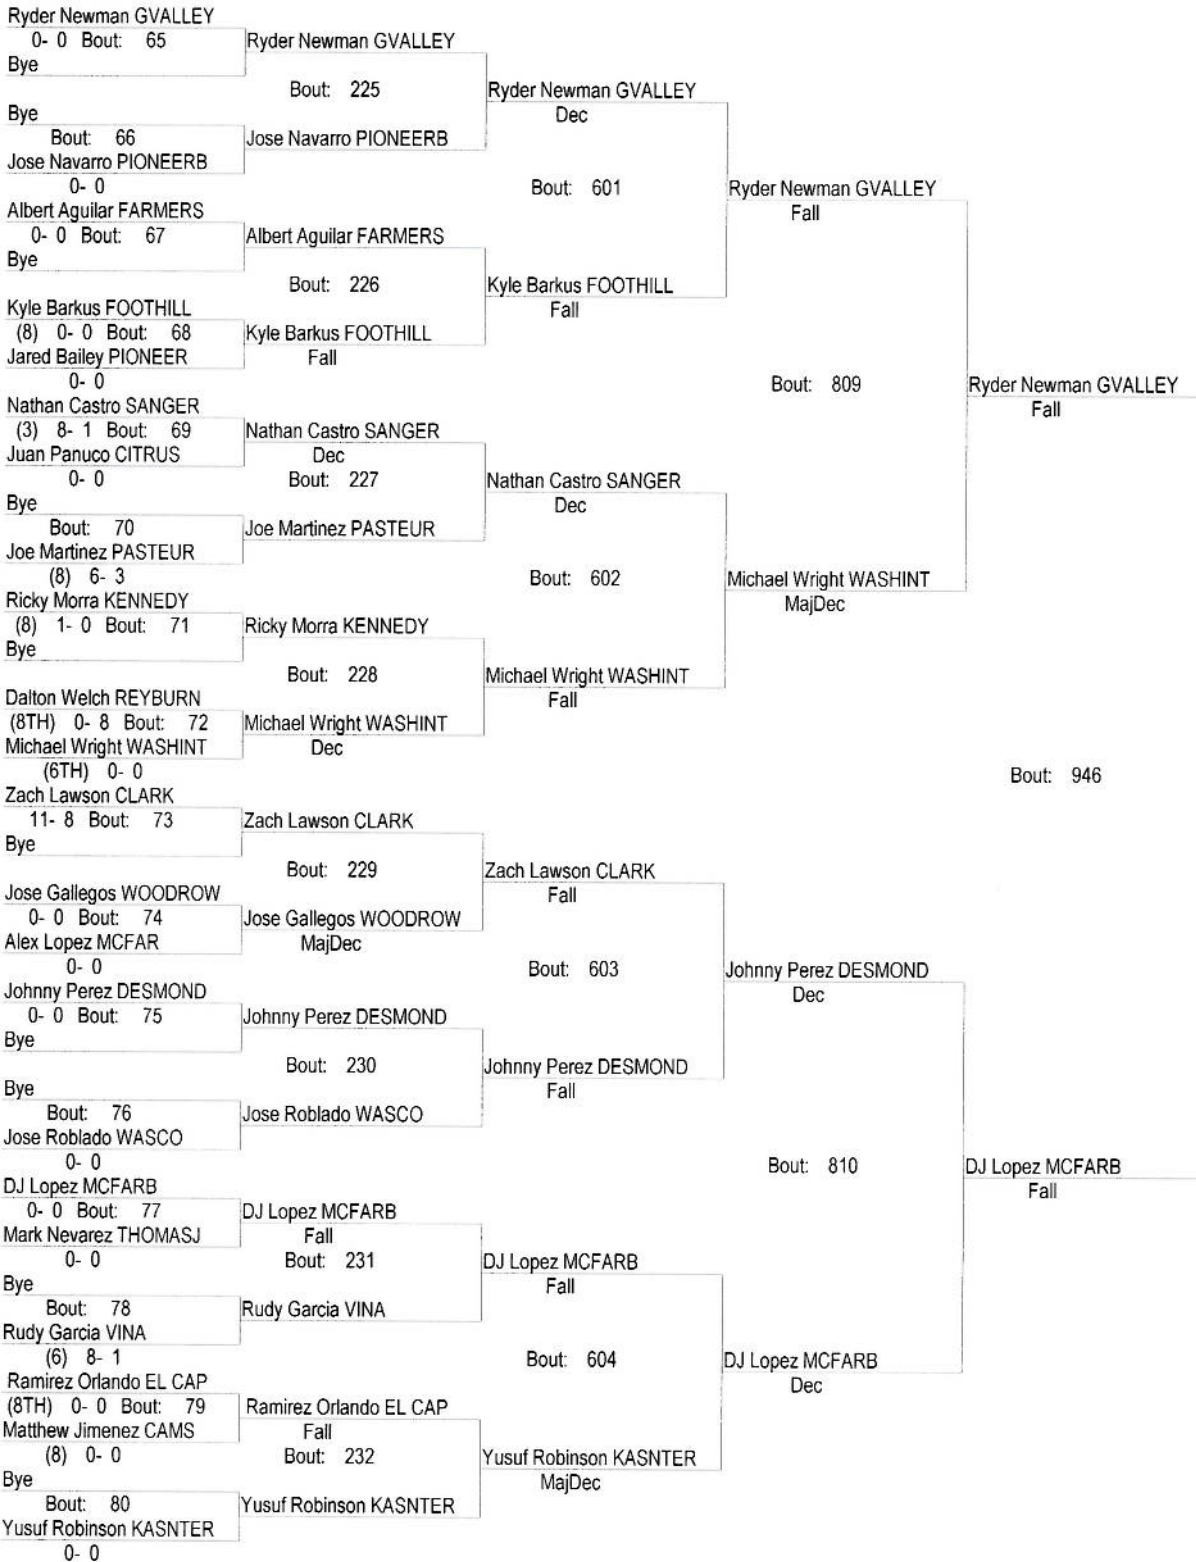 Ryder Newman GVALLEY
0- 0 Bout: 65
Bye
Bye
Bout: 66
Jose Navarro PIONEERB
0- 0
Albert Aguilar FARMERS
0- 0 Bout: 67
Bye
Kyle Barkus FOOTHILL
(8) 0- 0 Bout: 68
Jared Bailey PIONEER
0- 0
Nathan Castro SANGER
(3) 8- 1 Bout: 69
Juan Panuco CITRUS
0- 0
Bye
Bout: 70
Joe Martinez PASTEUR
(8) 6- 3
Ricky Morra KENNEDY
(8) 1- 0 Bout: 71
Bye
Dalton Welch REYBURN
(8TH) 0- 8 Bout: 72
Michael Wright WASHINT
(6TH) 0- 0
Zach Lawson CLARK
11- 8 Bout: 73
Bye
Jose Gallegos WOODROW
0- 0 Bout: 74
Alex Lopez MCFAR
0- 0
Johnny Perez DESMOND
0- 0 Bout: 75
Bye
Bye
Bout: 76
Jose Roblado WASCO
0- 0
DJ Lopez MCFARB
0- 0 Bout: 77
Mark Nevarez THOMASJ
0- 0
Bye
Bout: 78
Rudy Garcia VINA
(6) 8- 1
Ramirez Orlando EL CAP
(8TH) 0- 0 Bout: 79
Matthew Jimenez CAMS
(8) 0- 0
Bye
Bout: 80
Yusuf Robinson KASNTER
0- 0
Ryder Newman GVALLEY
Bout: 225
Jose Navarro PIONEERB
Albert Aguilar FARMERS
Bout: 226
Kyle Barkus FOOTHILL
Fall
Nathan Castro SANGER
Dec
Bout: 227
Joe Martinez PASTEUR
Ricky Morra KENNEDY
Bout: 228
Michael Wright WASHINT
Dec
Zach Lawson CLARK
Bout: 229
Jose Gallegos WOODROW
MajDec
Johnny Perez DESMOND
Bout: 230
Jose Roblado WASCO
DJ Lopez MCFARB
Fall
Bout: 231
Rudy Garcia VINA
Ramirez Orlando EL CAP
Fall
Bout: 232
Yusuf Robinson KASNTER
Ryder Newman GVALLEY
Dec
Bout: 601
Kyle Barkus FOOTHILL
Fall
Nathan Castro SANGER
Dec
Bout: 602
Michael Wright WASHINT
Fall
Zach Lawson CLARK
Fall
Bout: 603
Johnny Perez DESMOND
Fall
DJ Lopez MCFARB
Fall
Bout: 604
Yusuf Robinson KASNTER
MajDec
Ryder Newman GVALLEY
Fall
Bout: 809
Michael Wright WASHINT
MajDec
Johnny Perez DESMOND
Dec
Bout: 810
DJ Lopez MCFARB
Dec
Ryder Newman GVALLEY
Fall
Bout: 946
DJ Lopez MCFARB
Fall